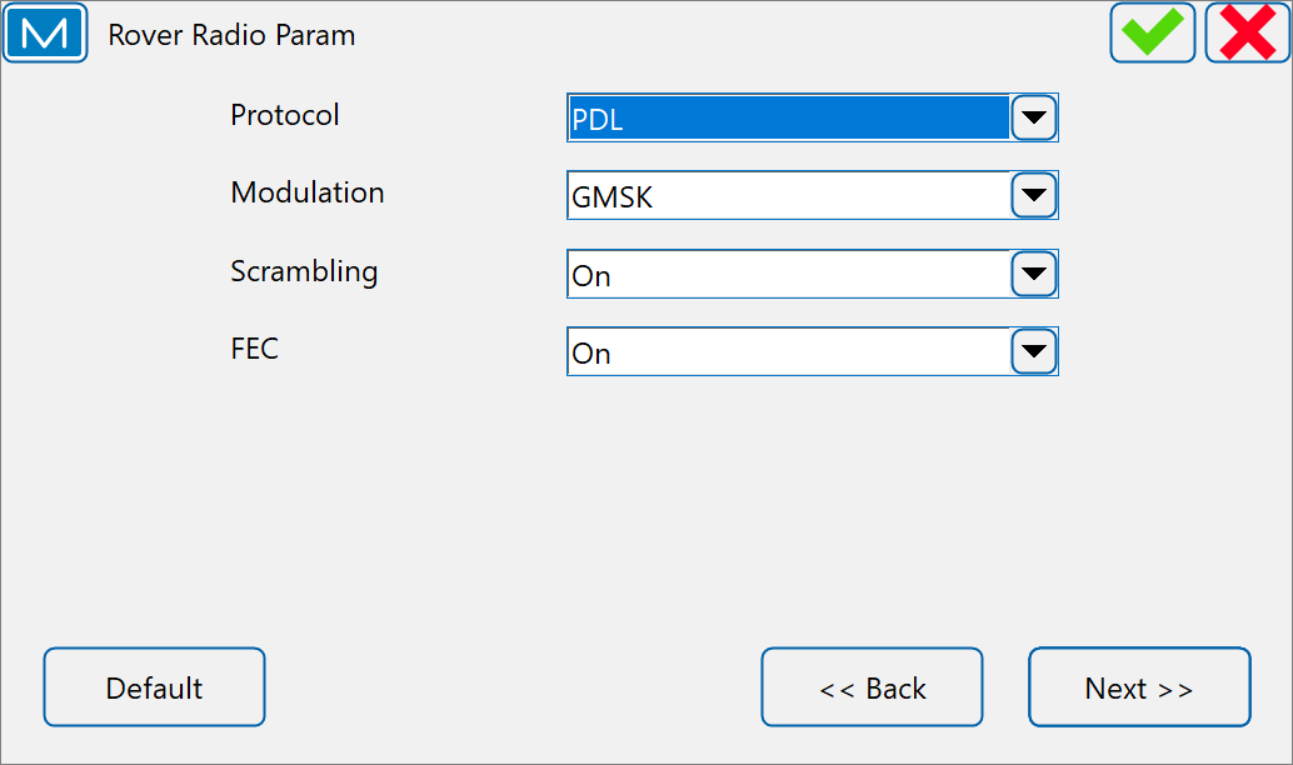 M Rover Radio Param
Protocol PDL
Modulation GMSK
Scrambling On
FEC On
Default << Back Next >>